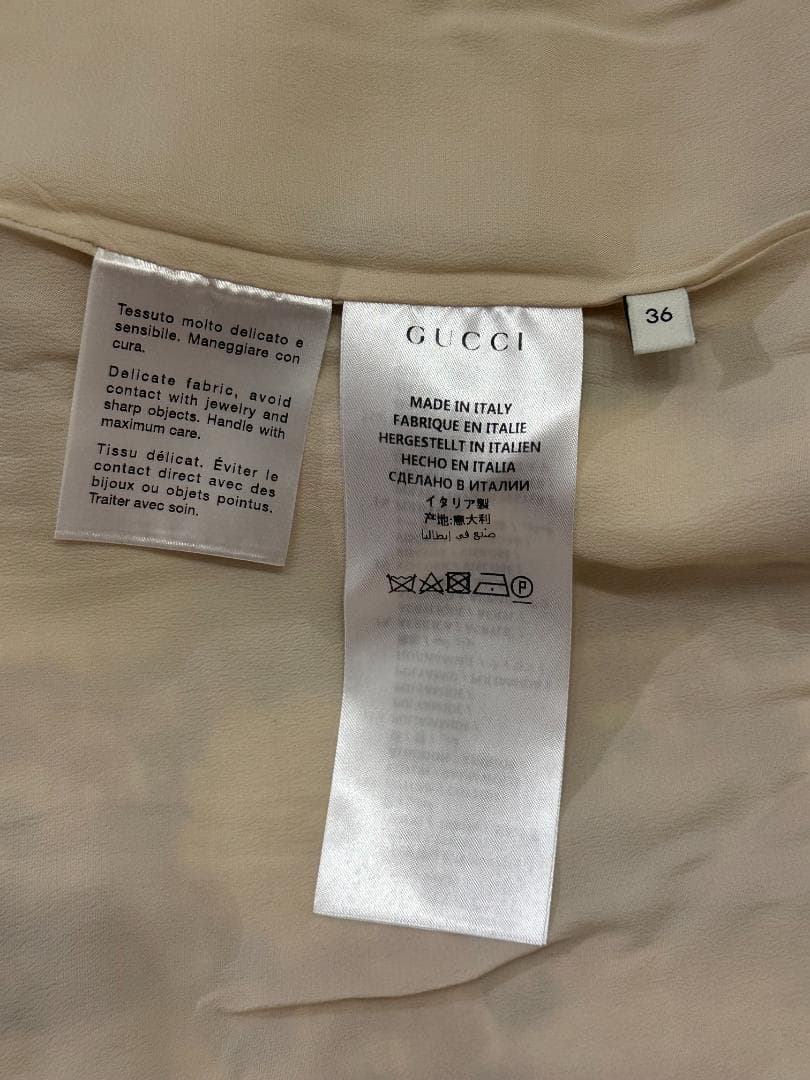 Tessuto molto delicato e
sensibile. Maneggiare con
cura.
Delicate fabric, avoid
contact with jewelry and
sharp objects. Handle with
maximum care.
Tissu délicat. Éviter le
contact direct avec des
bijoux ou objets pointus.
Traiter avec soin.
GUCCI
MADE IN ITALY
FABRIQUE EN ITALIE
HERGESTELLT IN ITALIEN
HECHO EN ITALIA
СДЕЛАНО В ИТАЛИИ
イタリア製
产地:意大利
صنع في إيطاليا
P
36